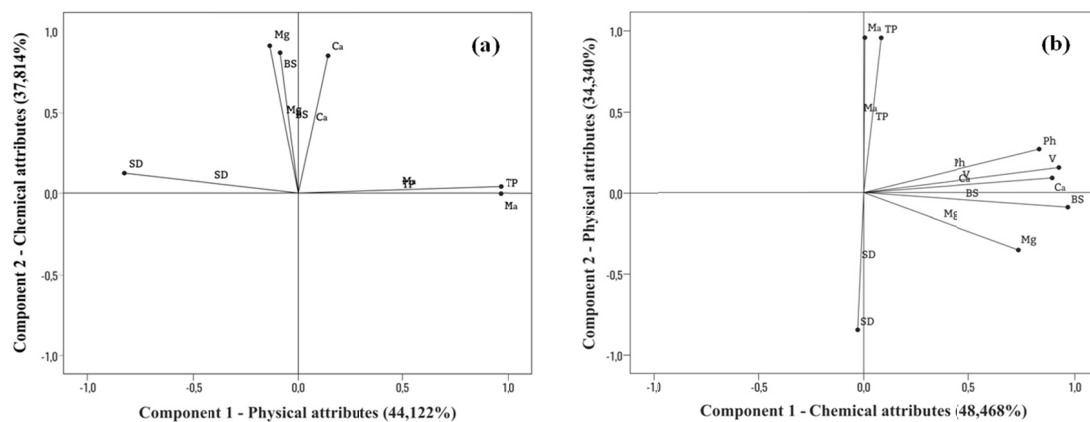 (a)
Component 2 - Chemical attributes (37,814%)
1,0
0,5
0,0
-0,5
-1,0
Mg
BS
Ca
Mg
BS
Ca
SD
SD
Ma
TP
TP
Ma
-1,0
-0,5
0,0
0,5
1,0
Component 1 - Physical attributes (44,122%)
(b)
Component 2 - Physical attributes (34,340%)
1,0
0,5
0,0
-0,5
-1,0
Ma
TP
Ma
TP
Ph
Ph
V
V
Ca
Ca
BS
BS
Mg
Mg
SD
SD
-1,0
-0,5
0,0
0,5
1,0
Component 1 - Chemical attributes (48,468%)